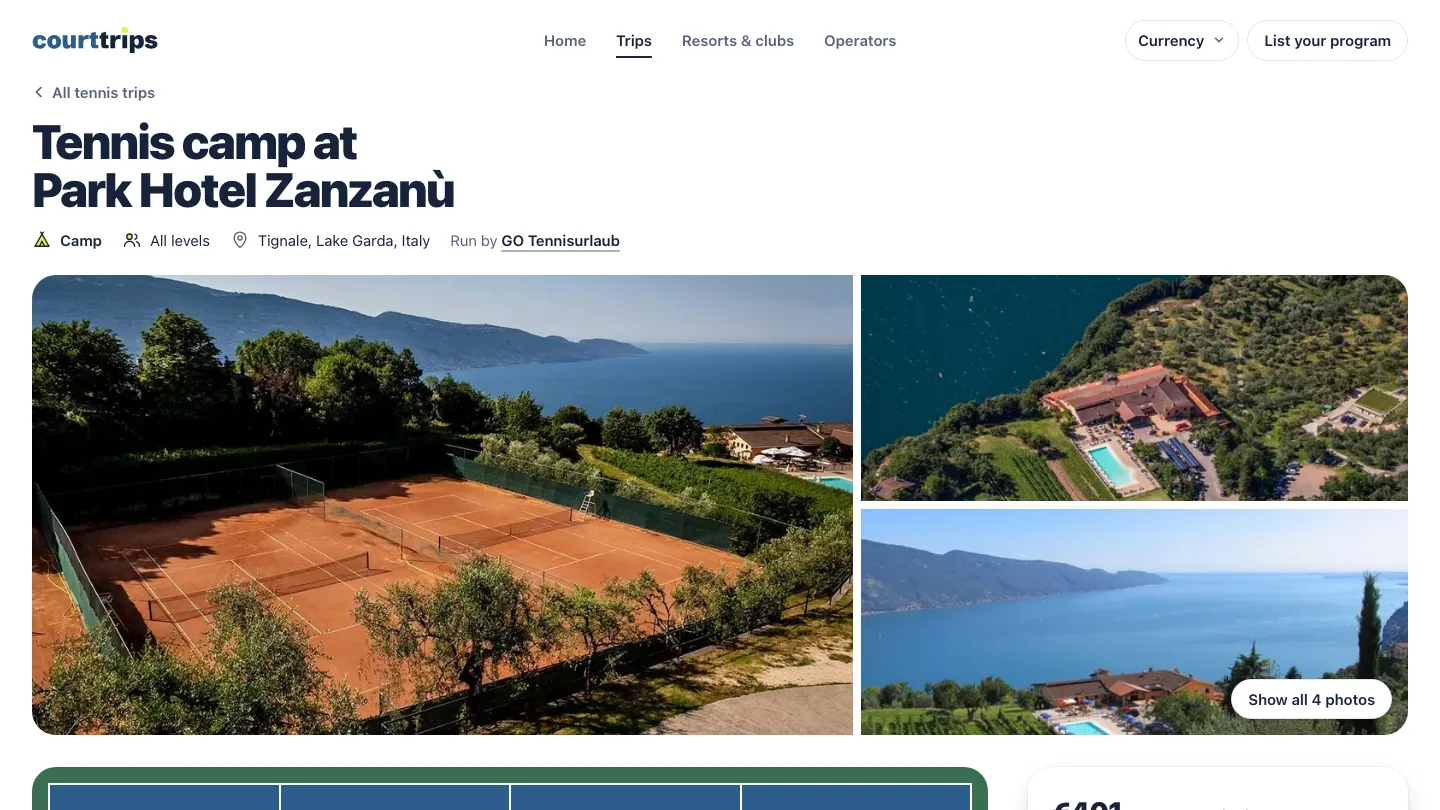 courttrips
Home
Trips
Resorts & clubs
Operators
Currency
List your program
All tennis trips
Tennis camp at
Park Hotel Zanzanù
Camp
All levels
Tignale, Lake Garda, Italy
Run by GO Tennisurlaub
Show all 4 photos